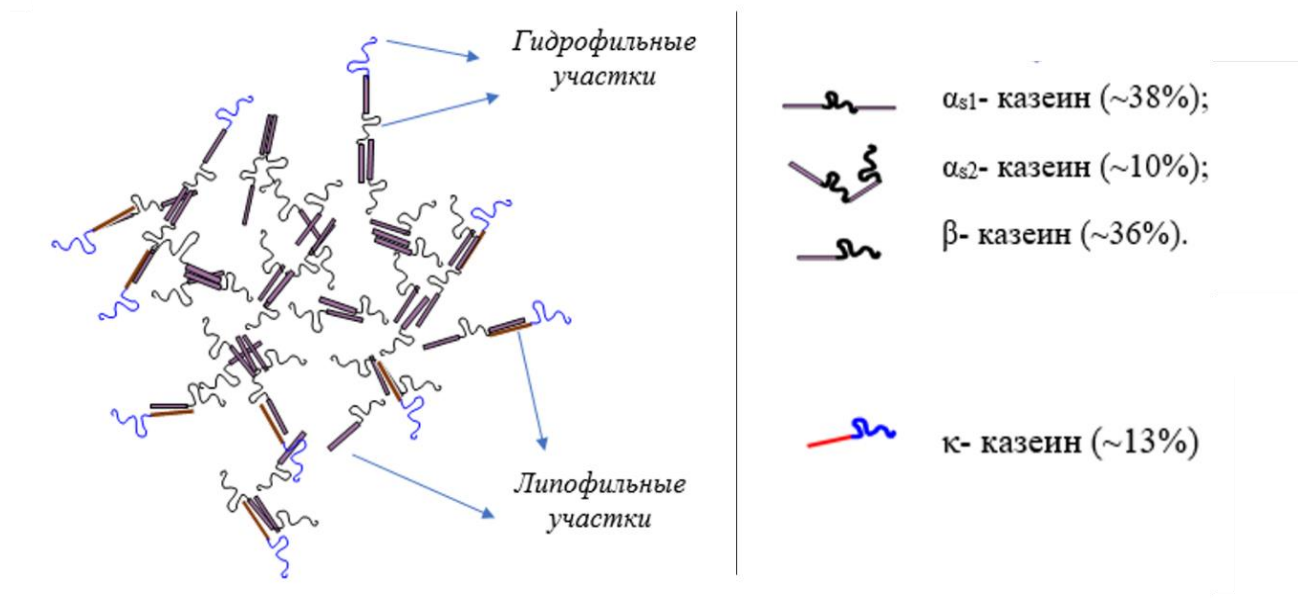 Гидрофильные
участки
Липофильные
участки
αs1- казеин (~38%);
αs2- казеин (~10%);
β- казеин (~36%).
κ- казеин (~13%)